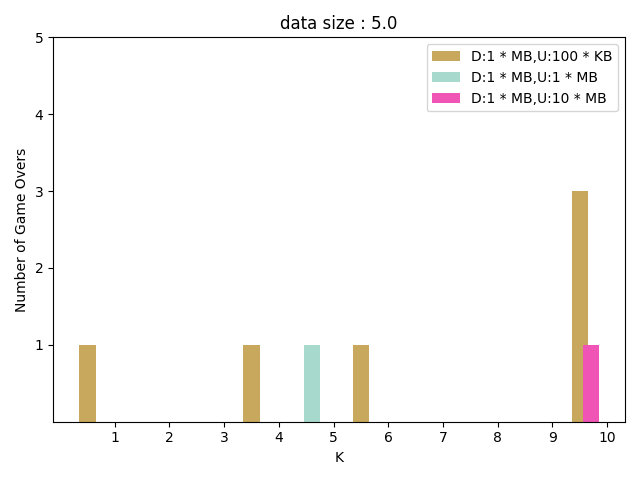 data size : 5.0
D:1 * MB,U:100 * KB
D:1 * MB,U:1 * MB
D:1 * MB,U:10 * MB
Number of Game Overs
5
4
3
2
1
1 2 3 4 5 6 7 8 9 10
K